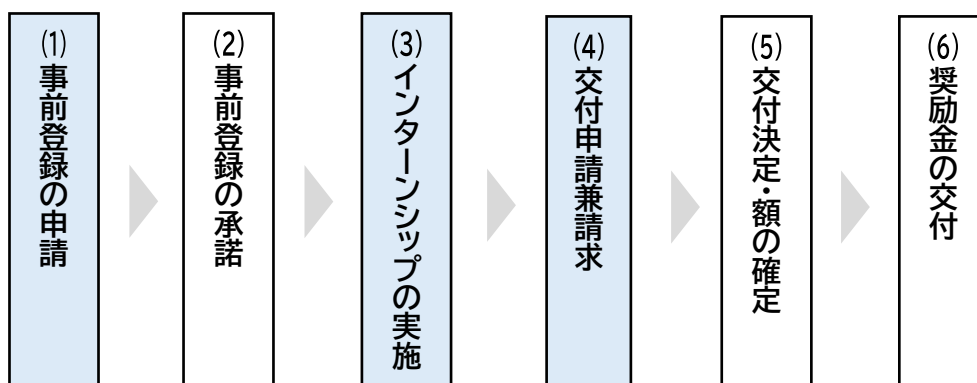 (1)事前登録の申請
(2)事前登録の承諾
(3)インターンシップの実施
(4)交付申請兼請求
(5)交付決定・額の確定
(6)奨励金の交付